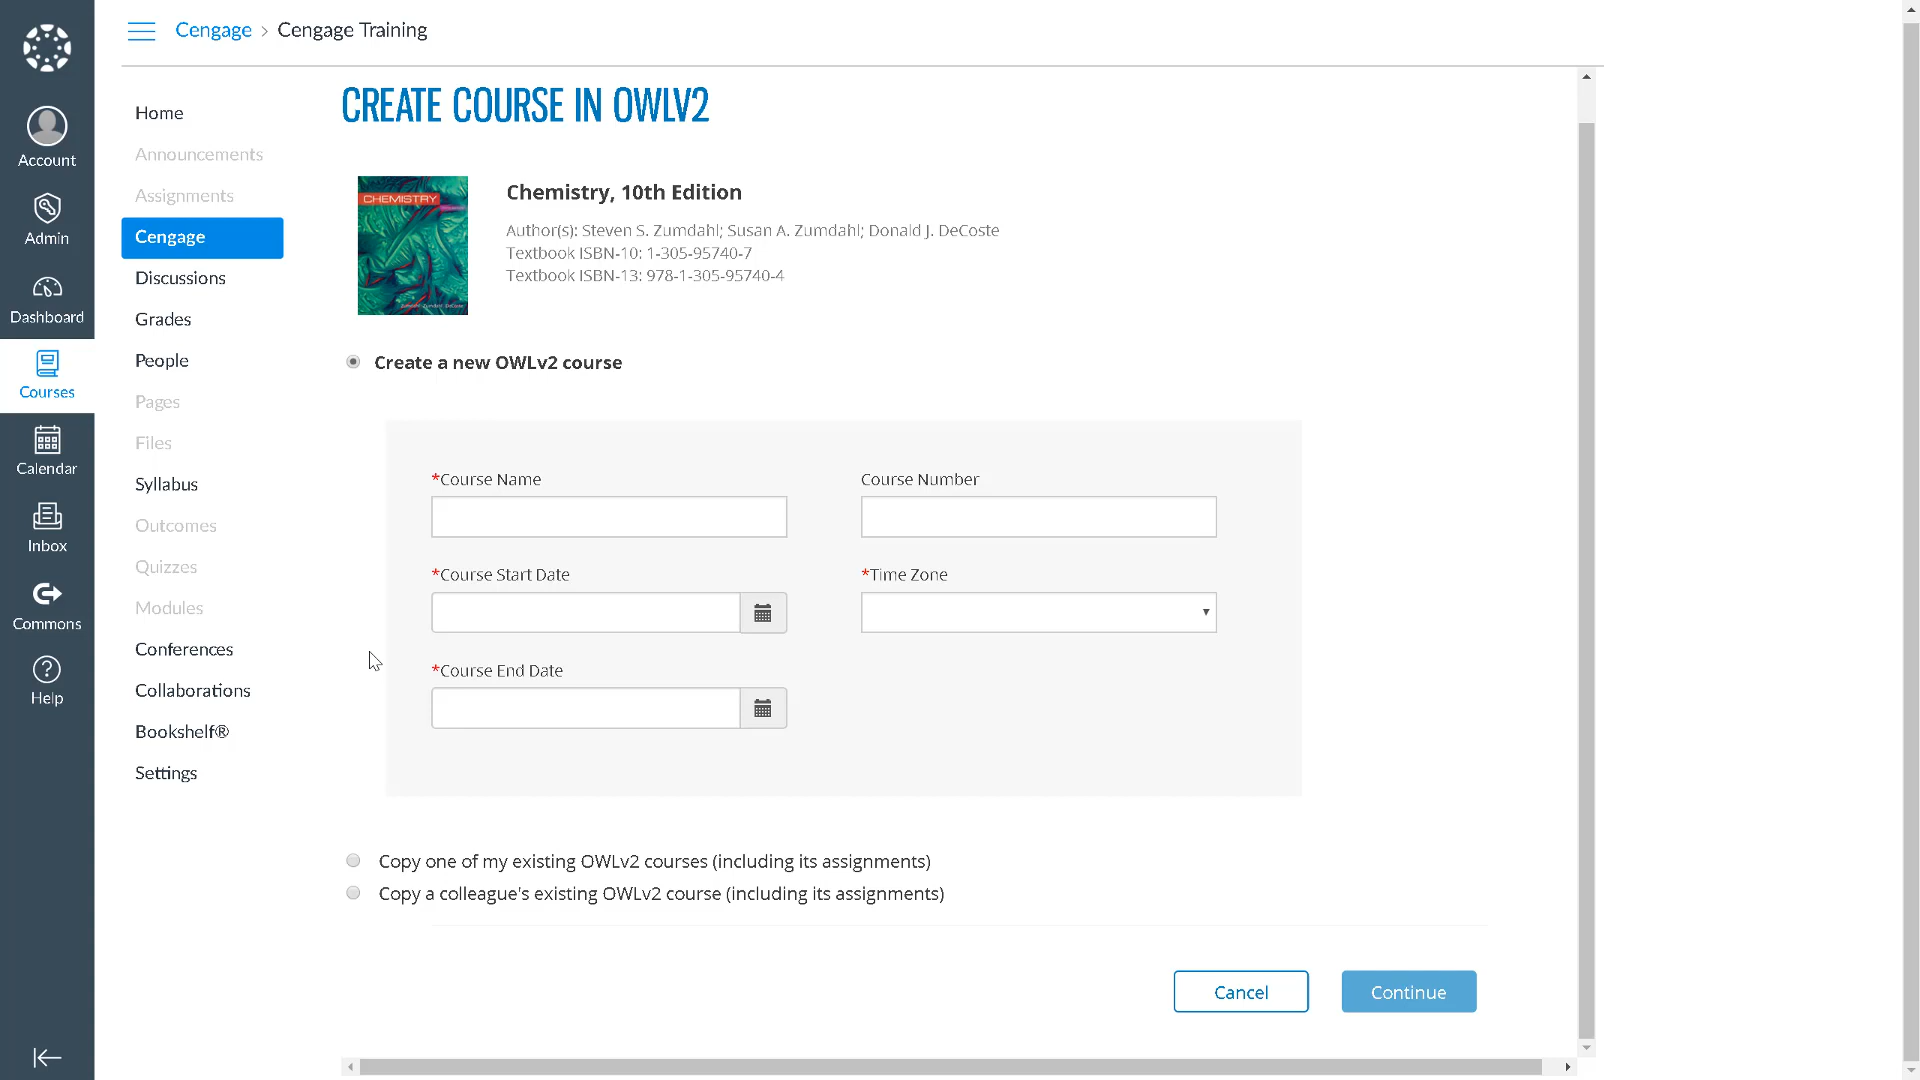 Cengage > Cengage Training
Account
Admin
Dashboard
Courses
Calendar
Inbox
Commons
Help
Home
Announcements
Assignments
Cengage
Discussions
Grades
People
Pages
Files
Syllabus
Outcomes
Quizzes
Modules
Conferences
Collaborations
Bookshelf®
Settings
CREATE COURSE IN OWLV2
CHEMISTRY
Chemistry, 10th Edition
Author(s): Steven S. Zumdahl; Susan A. Zumdahl; Donald J. DeCoste
Textbook ISBN-10: 1-305-95740-7
Textbook ISBN-13: 978-1-305-95740-4
Create a new OWLv2 course
*Course Name
Course Number
*Course Start Date
*Time Zone
*Course End Date
Copy one of my existing OWLv2 courses (including its assignments)
Copy a colleague's existing OWLv2 course (including its assignments)
Cancel
Continue